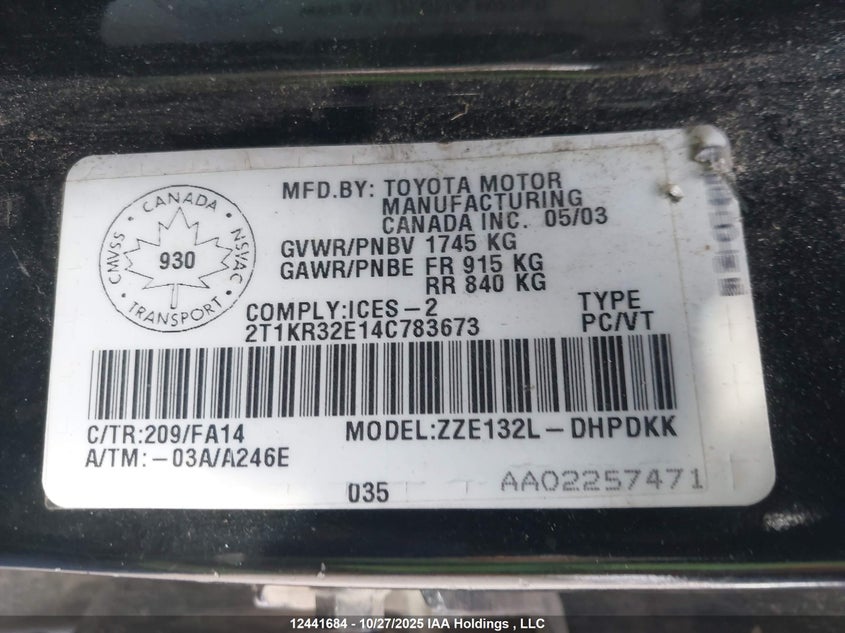 MFD.BY: TOYOTA MOTOR
MANUFACTURING
CANADA INC. 05/03
GVWR/PNBV 1745 KG
GAWR/PNBE FR 915 KG
RR 840 KG
CANADA
CMVSS
NSVAC
930
TRANSPORT
COMPLY:ICES-2
2T1KR32E14C783673
TYPE
PC/VT
C/TR:209/FA14
MODEL:ZZE132L-DHPDKK
A/TM:-03A/A246E
035
AA02257471
12441684 - 10/27/2025 IAA Holdings , LLC